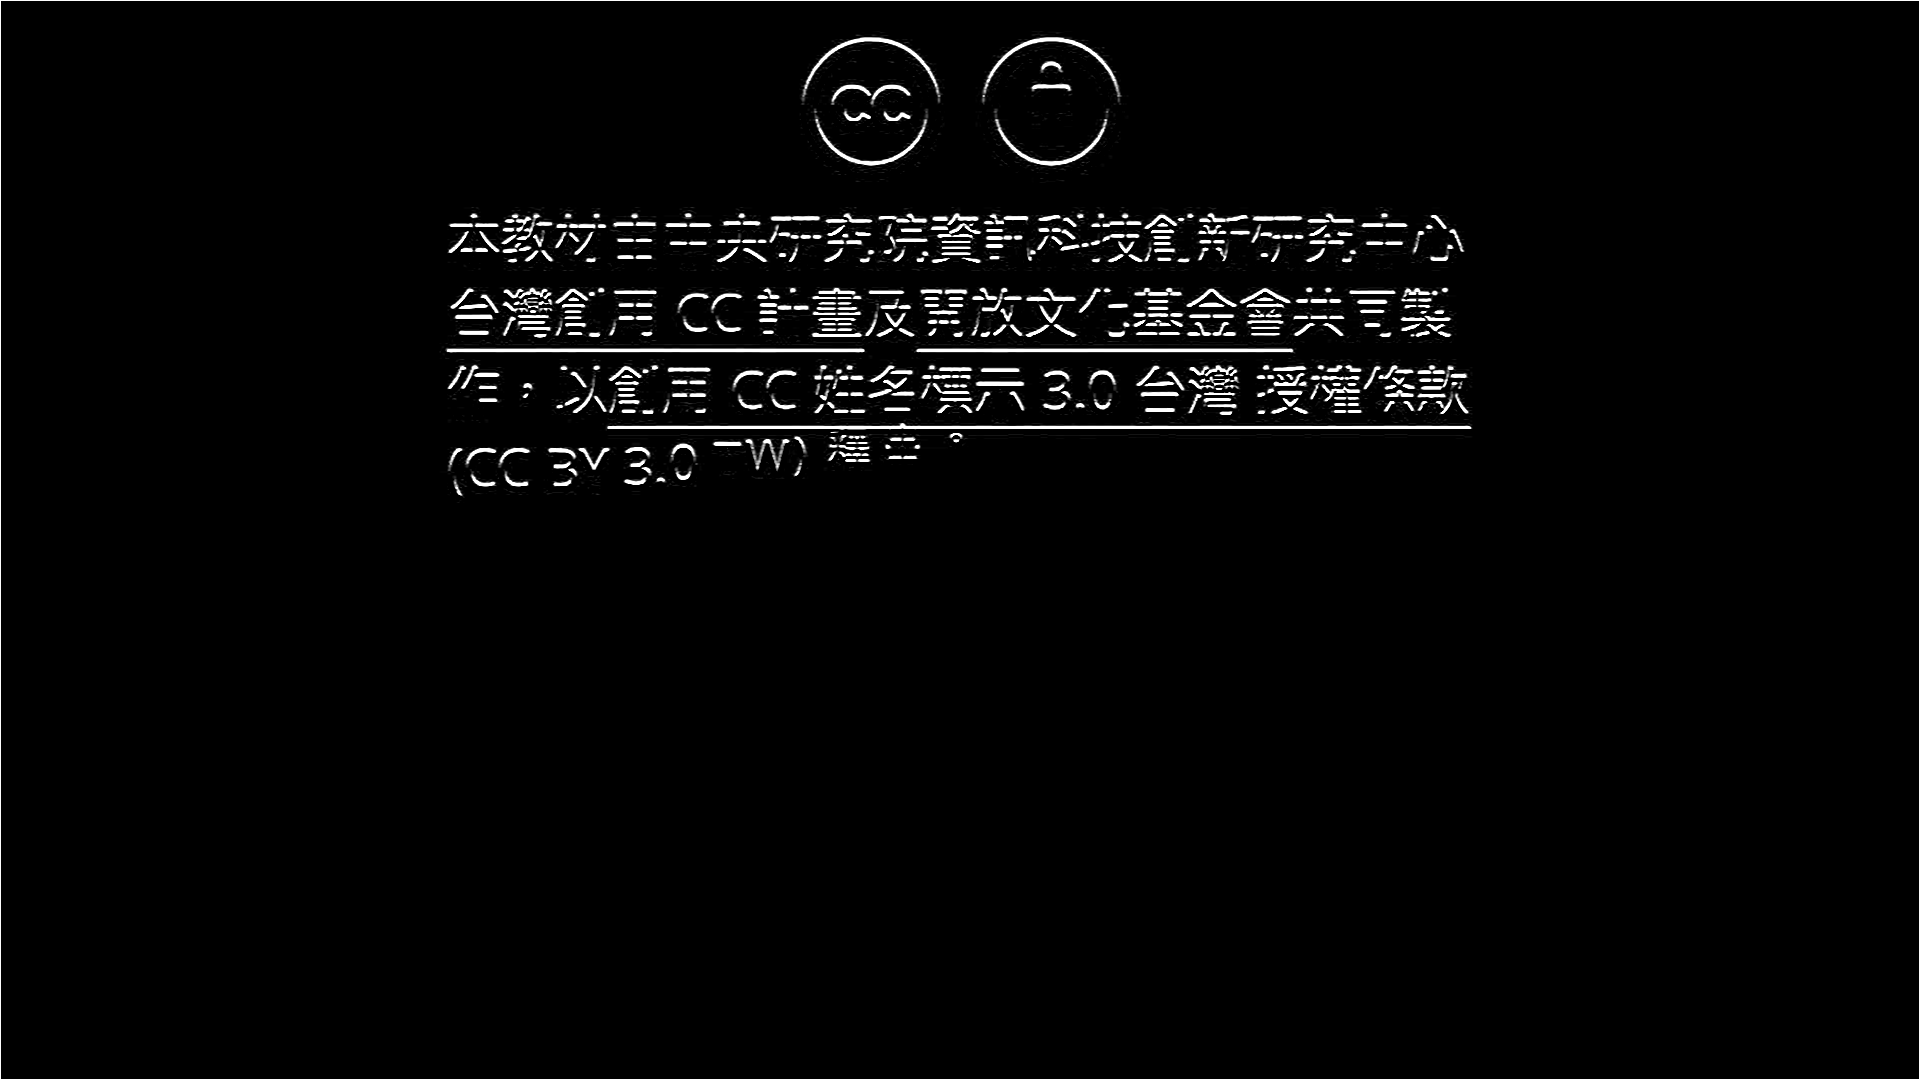 cc
本教材由中央研究院資訊科技創新研究中心
台灣創用 CC 計畫及開放文化基金會共同製
作，以創用 CC 姓名標示 3.0 台灣 授權條款
(CC BY 3.0 TW) 釋出。